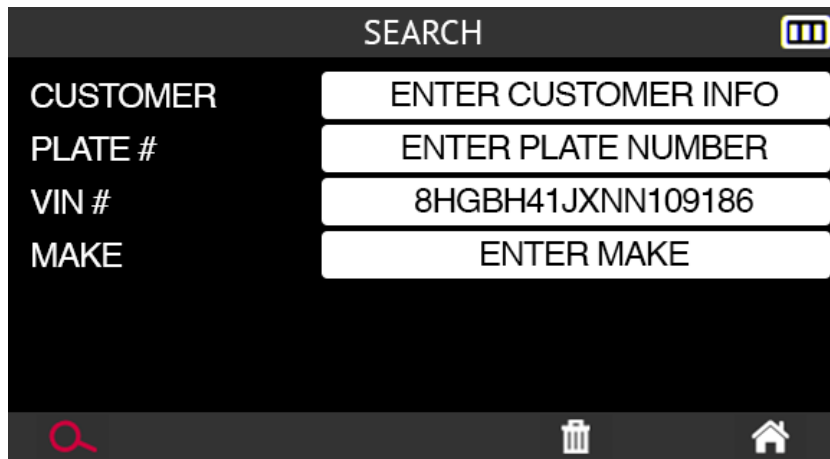 SEARCH
CUSTOMER ENTER CUSTOMER INFO
PLATE # ENTER PLATE NUMBER
VIN # 8HGBH41JXNN109186
MAKE ENTER MAKE